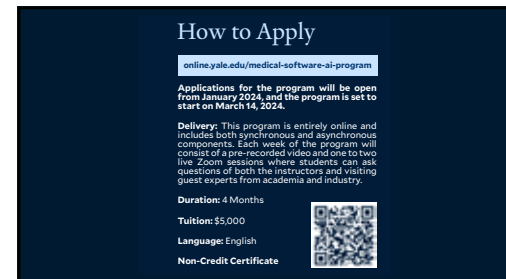 How to Apply
online.yale.edu/medical-software-ai-program
Applications for the program will be open
from January 2024, and the program is set to
start on March 14, 2024.
Delivery: This program is entirely online and
includes both synchronous and asynchronous
components. Each week of the program will
consist of a pre-recorded video and one to two
live Zoom sessions where students can ask
questions of both the instructors and visiting
guest experts from academia and industry.
Duration: 4 Months
Tuition: $5,000
Language: English
Non-Credit Certificate